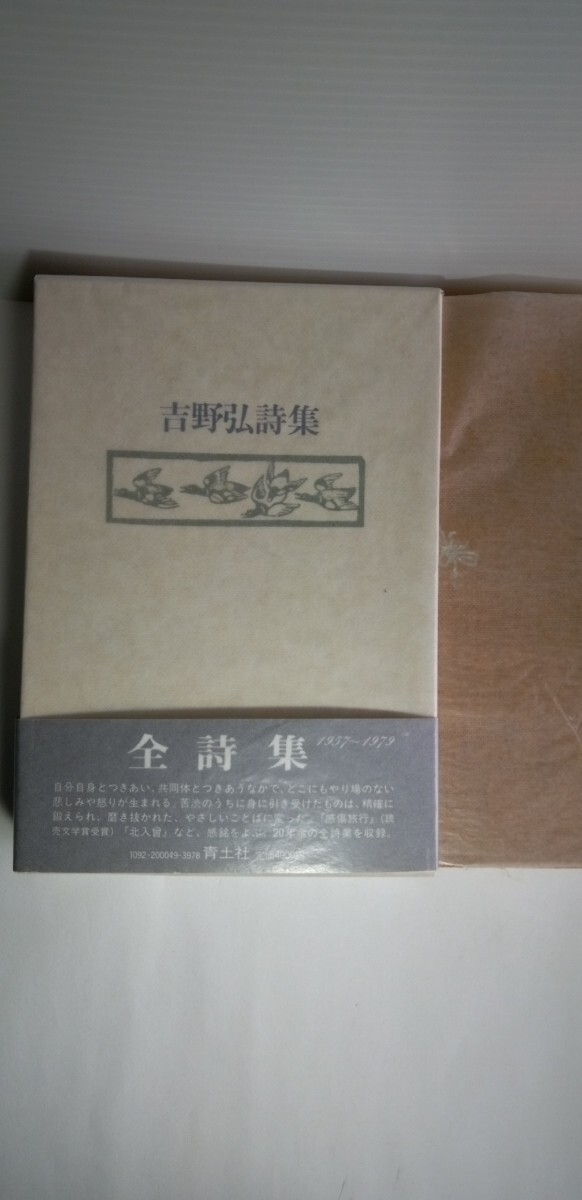 吉野弘詩集
全詩集 1957〜1979
自分自身とつきあい、共同体とつきあうなかで、どこにもやり場のない
悲しみや怒りが生まれる。苦渋のうちに身に引き受けたものは、精確に
鍛えられ、磨き抜かれた、やさしいことばに変った。『感傷旅行』(読
売文学賞受賞)『北入曾』など、感銘をよぶ、20年余の全詩業を収録。
1092-200049-3978 青土社